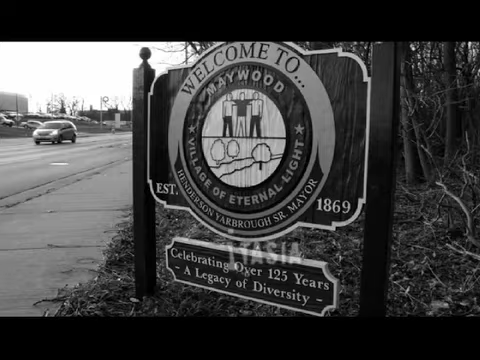 WELCOME TO...
MAYWOOD
★ VILLAGE OF ETERNAL LIGHT ★
HENDERSON YARBROUGH SR. MAYOR
EST. 1869
LTASIA
Celebrating Over 125 Years
- A Legacy of Diversity -